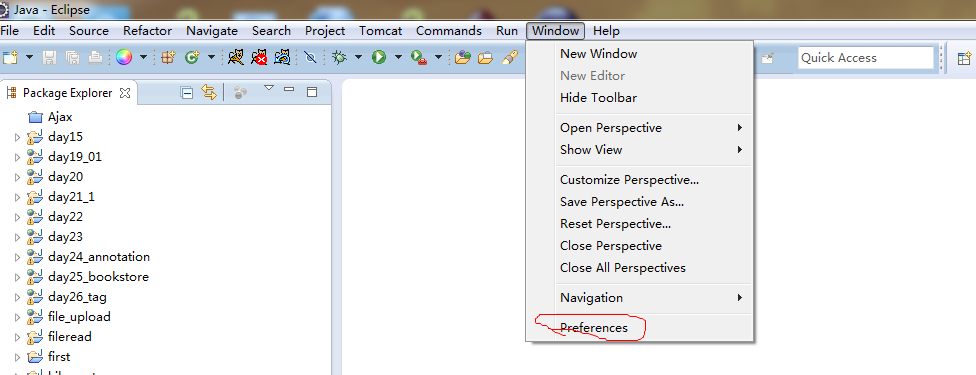 Java - Eclipse
File Edit Source Refactor Navigate Search Project Tomcat Commands Run Window Help
Quick Access
Package Explorer
Ajax
day15
day19_01
day20
day21_1
day22
day23
day24_annotation
day25_bookstore
day26_tag
file_upload
fileread
first
New Window
New Editor
Hide Toolbar
Open Perspective
Show View
Customize Perspective...
Save Perspective As...
Reset Perspective...
Close Perspective
Close All Perspectives
Navigation
Preferences